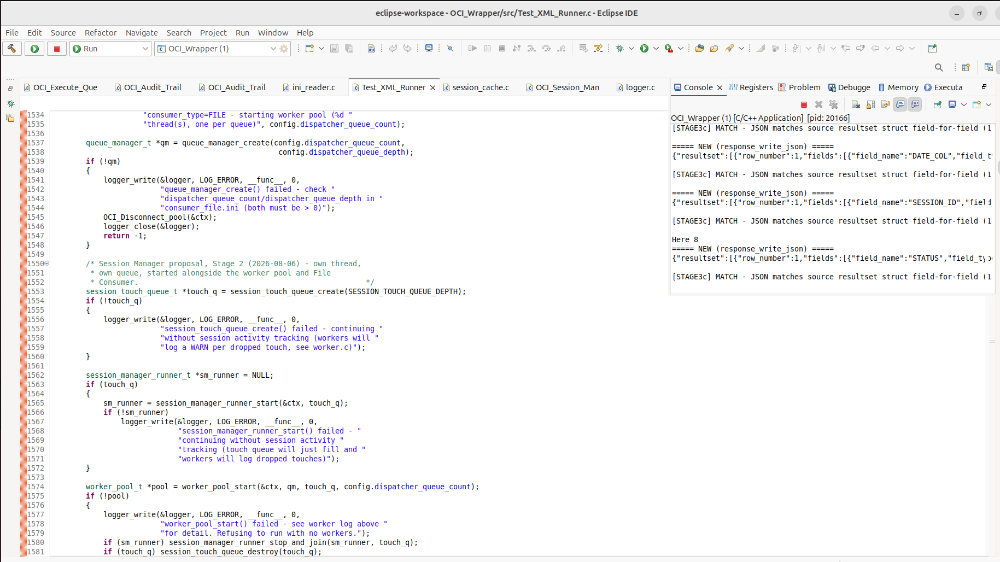 eclipse-workspace - OCI_Wrapper/src/Test_XML_Runner.c - Eclipse IDE
File Edit Source Refactor Navigate Search Project Run Window Help
Run OCI_Wrapper (1)
OCI_Execute_Que OCI_Audit_Trail OCI_Audit_Trail ini_reader.c Test_XML_Runner session_cache.c OCI_Session_Man logger.c
1534 "consumer_type=FILE - starting worker pool (%d "
1535 "thread(s), one per queue)", config.dispatcher_queue_count);
1536
1537 queue_manager_t *qm = queue_manager_create(config.dispatcher_queue_count,
1538 config.dispatcher_queue_depth);
1539 if (!qm)
1540 {
1541 logger_write(&logger, LOG_ERROR, __func__, 0,
1542 "queue_manager_create() failed - check "
1543 "dispatcher_queue_count/dispatcher_queue_depth in "
1544 "consumer_file.ini (both must be > 0)");
1545 OCI_Disconnect_pool(&ctx);
1546 logger_close(&logger);
1547 return -1;
1548 }
1549
1550 /* Session Manager proposal, Stage 2 (2026-08-06) - own thread,
1551 * own queue, started alongside the worker pool and File
1552 * Consumer. */
1553 session_touch_queue_t *touch_q = session_touch_queue_create(SESSION_TOUCH_QUEUE_DEPTH);
1554 if (!touch_q)
1555 {
1556 logger_write(&logger, LOG_ERROR, __func__, 0,
1557 "session_touch_queue_create() failed - continuing "
1558 "without session activity tracking (workers will "
1559 "log a WARN per dropped touch, see worker.c)");
1560 }
1561
1562 session_manager_runner_t *sm_runner = NULL;
1563 if (touch_q)
1564 {
1565 sm_runner = session_manager_runner_start(&ctx, touch_q);
1566 if (!sm_runner)
1567 logger_write(&logger, LOG_ERROR, __func__, 0,
1568 "session_manager_runner_start() failed - "
1569 "continuing without session activity "
1570 "tracking (touch queue will just fill and "
1571 "workers will log dropped touches)");
1572 }
1573
1574 worker_pool_t *pool = worker_pool_start(&ctx, qm, touch_q, config.dispatcher_queue_count);
1575 if (!pool)
1576 {
1577 logger_write(&logger, LOG_ERROR, __func__, 0,
1578 "worker_pool_start() failed - see worker log above "
1579 "for detail. Refusing to run with no workers.");
1580 if (sm_runner) session_manager_runner_stop_and_join(sm_runner, touch_q);
1581 if (touch_q) session_touch_queue_destroy(touch_q);
Console Registers Problem Debugge Memory Executa
OCI_Wrapper (1) [C/C++ Application] [pid: 20166]
[STAGE3c] MATCH - JSON matches source resultset struct field-for-field (1
===== NEW (response_write_json) =====
{"resultset":[{"row_number":1,"fields":[{"field_name":"DATE_COL","field_ty
[STAGE3c] MATCH - JSON matches source resultset struct field-for-field (1
===== NEW (response_write_json) =====
{"resultset":[{"row_number":1,"fields":[{"field_name":"SESSION_ID","field_
[STAGE3c] MATCH - JSON matches source resultset struct field-for-field (1
Here 8
===== NEW (response_write_json) =====
{"resultset":[{"row_number":1,"fields":[{"field_name":"STATUS","field_type
[STAGE3c] MATCH - JSON matches source resultset struct field-for-field (1